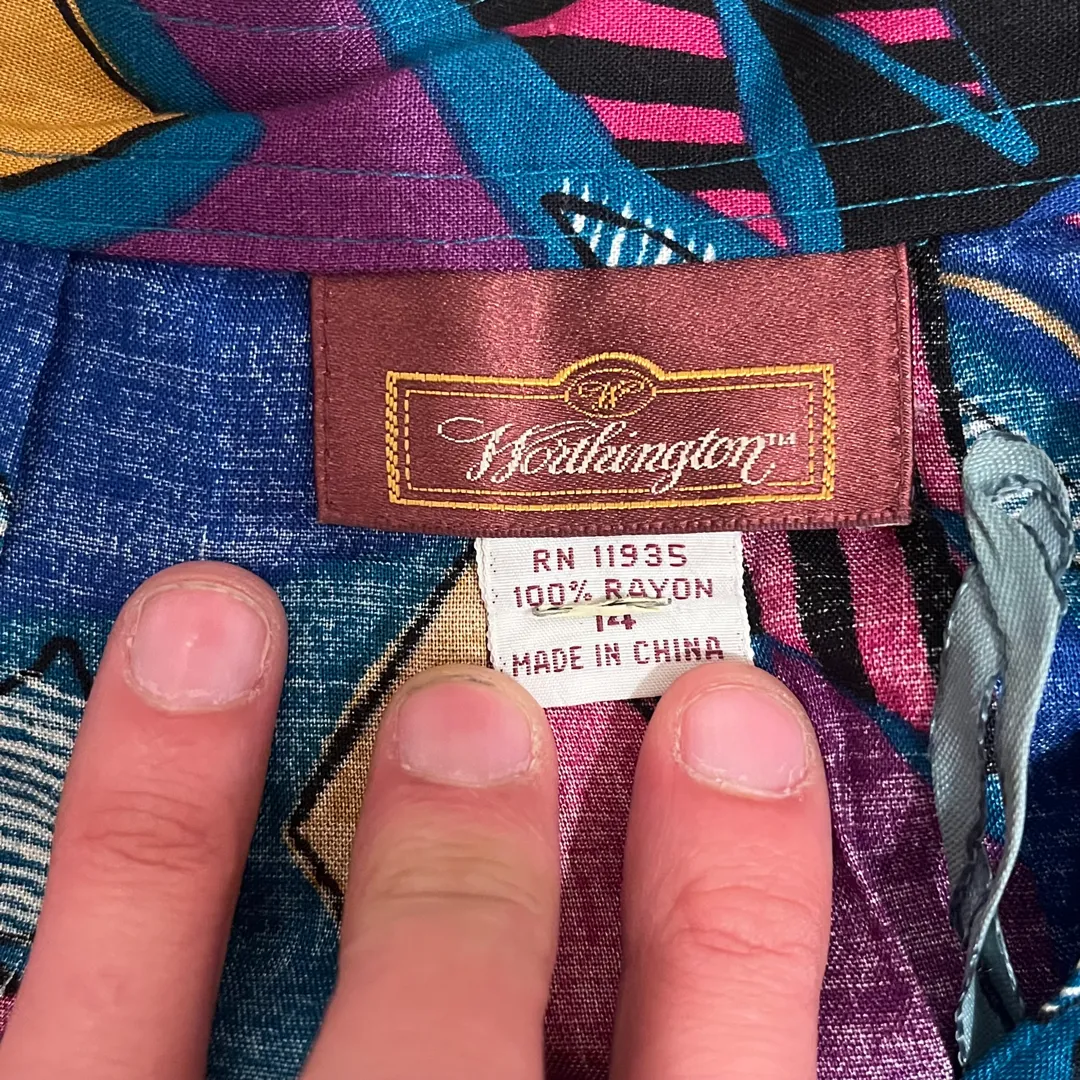 W
Worthington™
RN 11935
100% RAYON
14
MADE IN CHINA